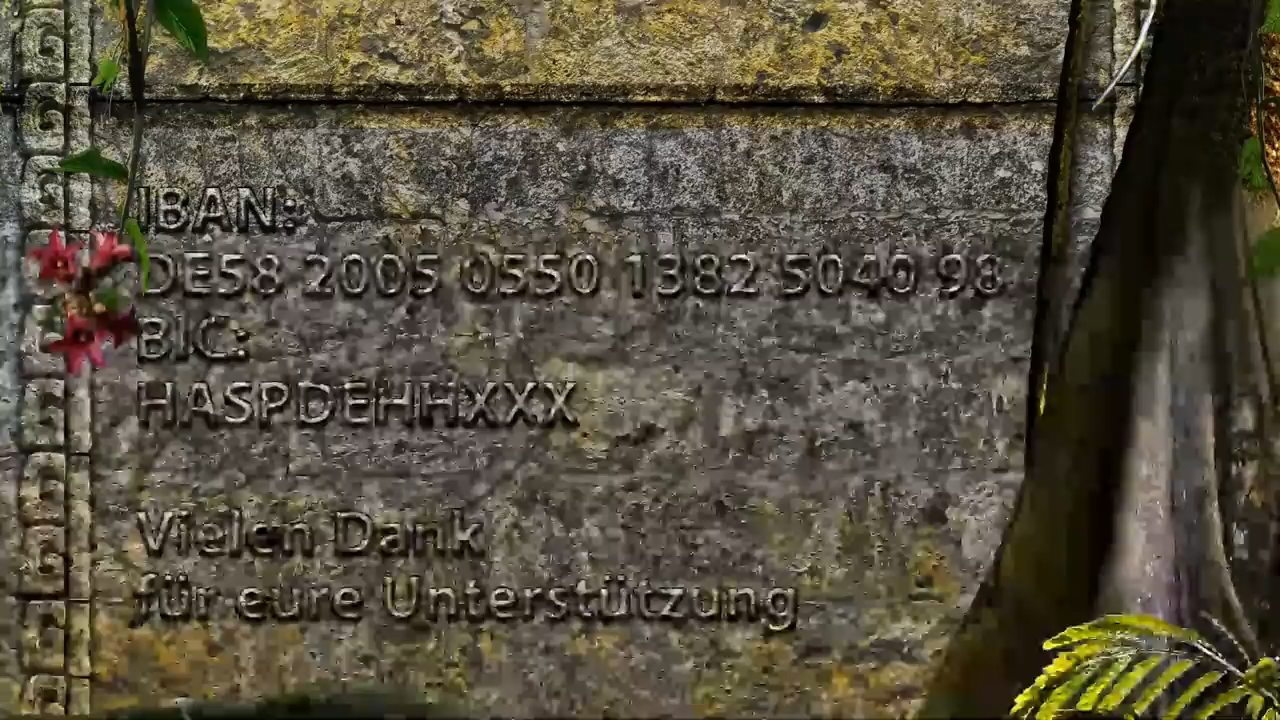 IBAN:
DE58 2005 0550 1382 5040 98
BIC:
HASPDEHHXXX
Vielen Dank
für eure Unterstützung